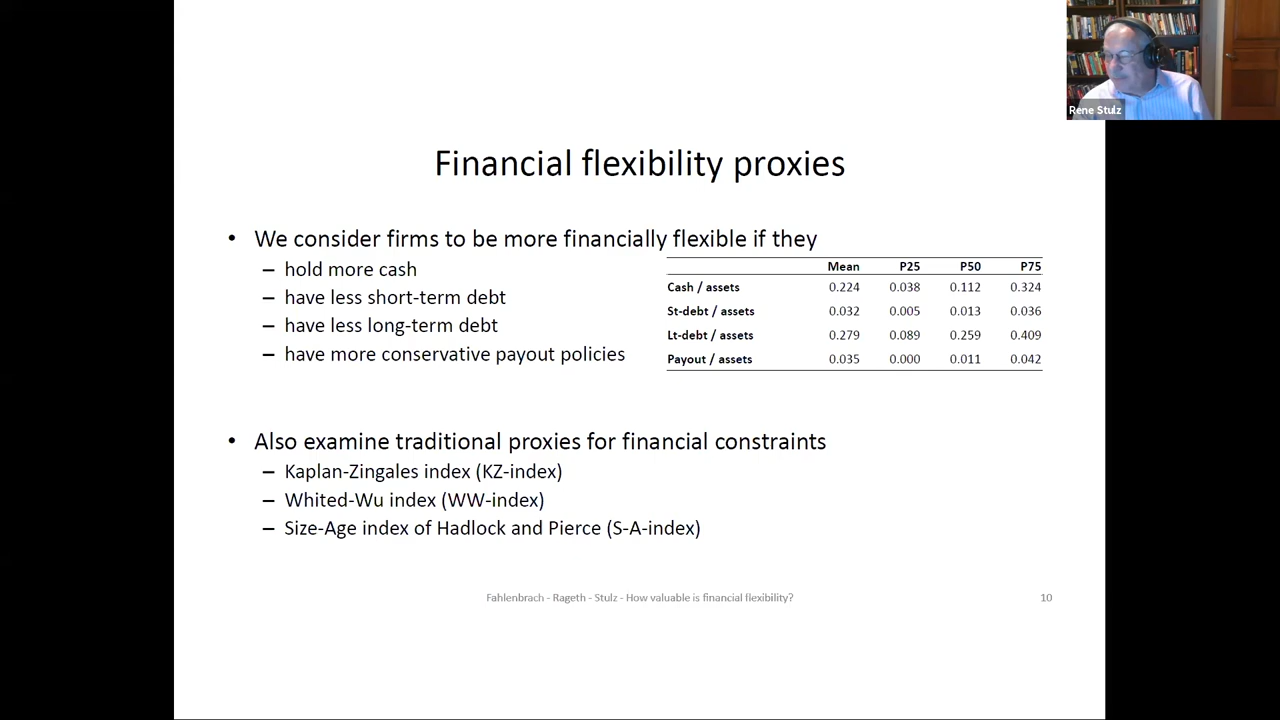 Rene Stulz
Financial flexibility proxies
• We consider firms to be more financially flexible if they
– hold more cash
– have less short-term debt
– have less long-term debt
– have more conservative payout policies
Mean P25 P50 P75
Cash / assets 0.224 0.038 0.112 0.324
St-debt / assets 0.032 0.005 0.013 0.036
Lt-debt / assets 0.279 0.089 0.259 0.409
Payout / assets 0.035 0.000 0.011 0.042
• Also examine traditional proxies for financial constraints
– Kaplan-Zingales index (KZ-index)
– Whited-Wu index (WW-index)
– Size-Age index of Hadlock and Pierce (S-A-index)
Fahlenbrach - Rageth - Stulz - How valuable is financial flexibility? 10